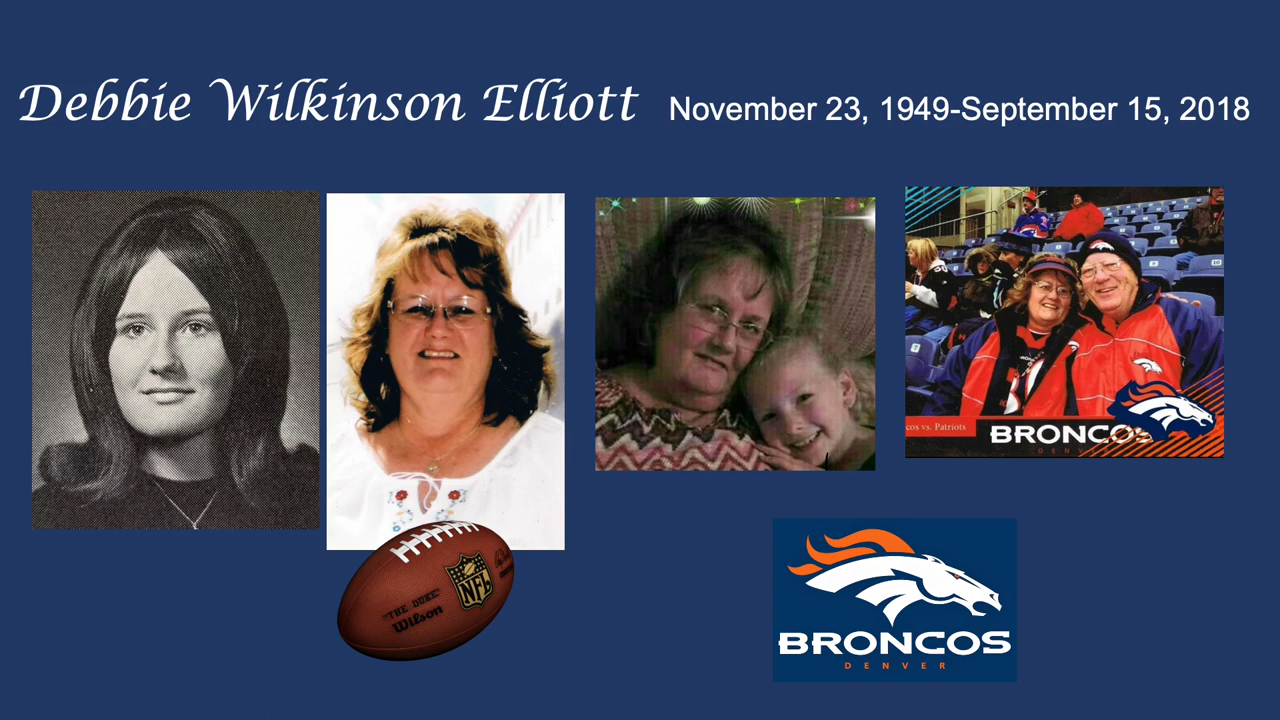 Debbie Wilkinson Elliott November 23, 1949-September 15, 2018
cos vs. Patriots
BRONCOS
DENVER
"THE DUKE"
Wilson
NFL
BRONCOS
DENVER